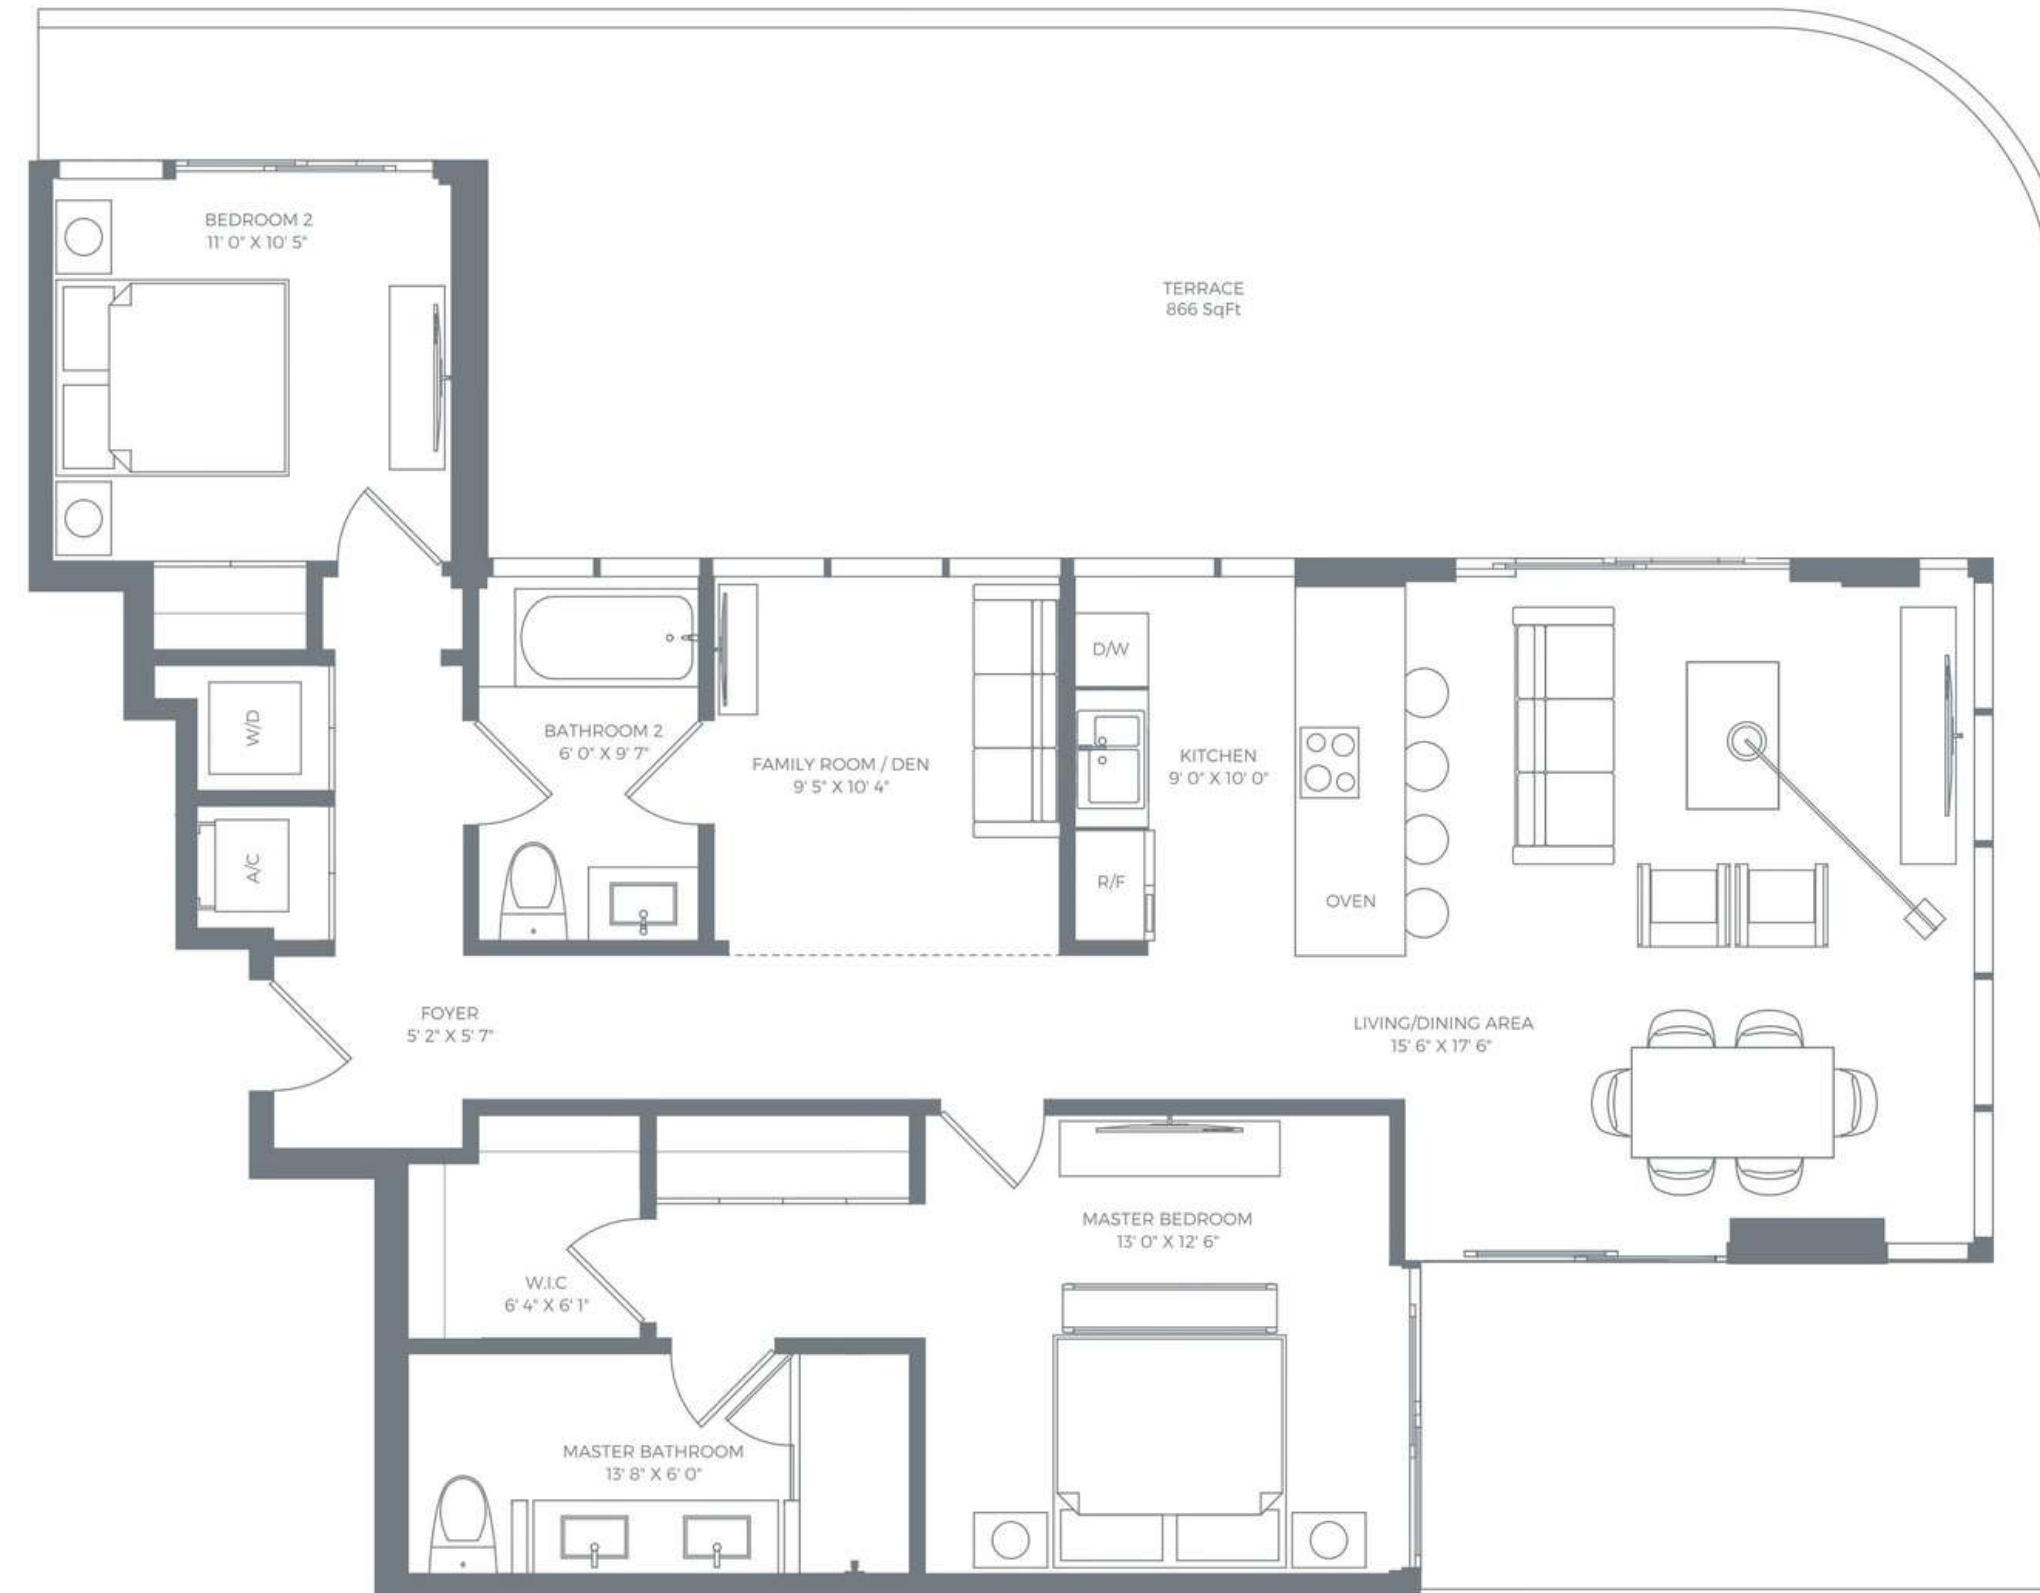 BEDROOM 2
11' 0" X 10' 5"
TERRACE
866 SqFt
D/W
W/D
BATHROOM 2
6' 0" X 9' 7"
FAMILY ROOM / DEN
9' 5" X 10' 4"
KITCHEN
9' 0" X 10' 0"
A/C
R/F
OVEN
FOYER
5' 2" X 5' 7"
LIVING/DINING AREA
15' 6" X 17' 6"
MASTER BEDROOM
13' 0" X 12' 6"
W.I.C
6' 4" X 6' 1"
MASTER BATHROOM
13' 8" X 6' 0"